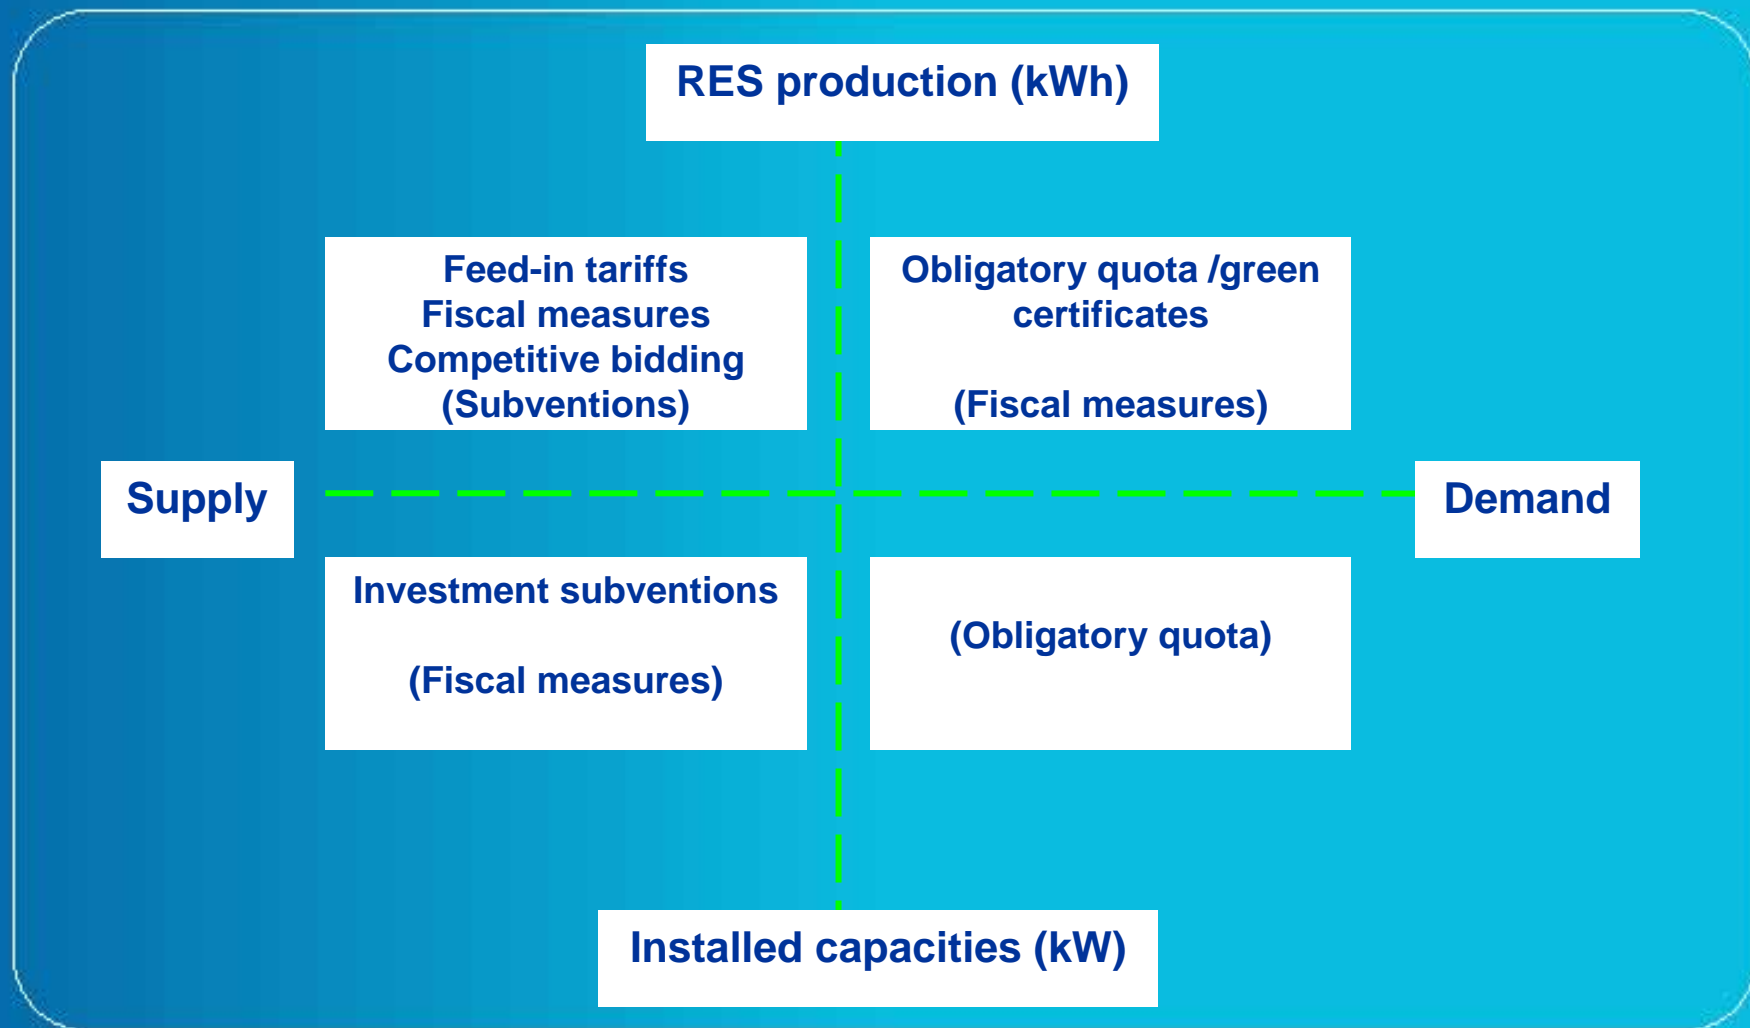 RES production (kWh)
Feed-in tariffs
Fiscal measures
Competitive bidding
(Subventions)
Obligatory quota /green
certificates
(Fiscal measures)
Supply
Demand
Investment subventions
(Fiscal measures)
(Obligatory quota)
Installed capacities (kW)